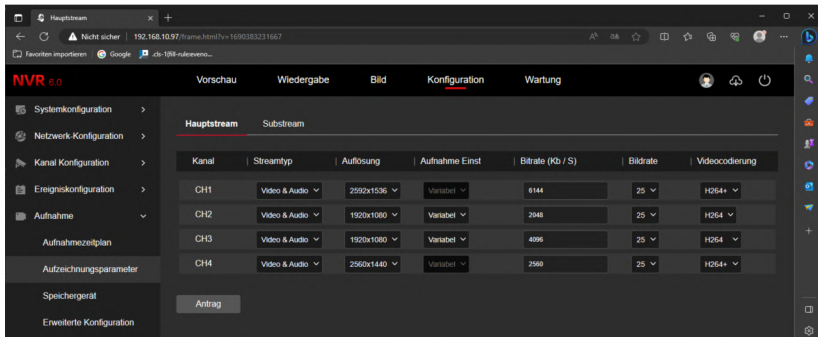 Hauptstream
Nicht sicher | 192.168.10.97/frame.html?v=1690383231667
Favoriten importieren Google
NVR 6.0 Vorschau Wiedergabe Bild Konfiguration Wartung
Systemkonfiguration
Netzwerk-Konfiguration
Kanal Konfiguration
Ereigniskonfiguration
Aufnahme
Aufnahmezeitplan
Aufzeichnungsparameter
Speichergerät
Erweiterte Konfiguration
Hauptstream Substream
Kanal | Streamtyp | Auflösung | Aufnahme Einst | Bitrate (Kb / S) | Bildrate | Videocodierung
CH1 Video & Audio 2592x1536 Variabel 6144 25 H264+
CH2 Video & Audio 1920x1080 Variabel 2048 25 H264
CH3 Video & Audio 1920x1080 Variabel 4096 25 H264
CH4 Video & Audio 2560x1440 Variabel 2560 25 H264+
Antrag